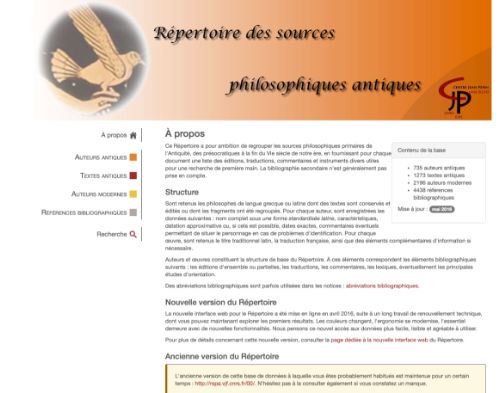 Répertoire des sources
philosophiques antiques
CENTRE JEAN PÉPIN
CJP
À propos
Auteurs antiques
Textes antiques
Auteurs modernes
Références bibliographiques
Recherche
À propos
Ce Répertoire a pour ambition de regrouper les sources philosophiques primaires de
l'Antiquité, des présocratiques à la fin du VIe siècle de notre ère, en fournissant pour chaque
document une liste des éditions, traductions, commentaires et instruments divers utiles
pour une recherche de première main. La bibliographie secondaire n'est généralement pas
prise en compte.
Contenu de la base
735 auteurs antiques
1273 textes antiques
2196 auteurs modernes
4438 références
bibliographiques
Mise à jour : mai 2016
Structure
Sont retenus les philosophes de langue grecque ou latine dont des textes sont conservés et
édités ou dont les fragments ont été regroupés. Pour chaque auteur, sont enregistrées les
données suivantes : nom complet sous une forme standardisée latine, caractéristiques,
datation approximative ou, si cela est possible, dates exactes, commentaires éventuels
permettant de situer le personnage en cas de problèmes d'identification. Pour chaque
œuvre, sont retenus le titre traditionnel latin, la traduction française, ainsi que des éléments complémentaires d'information si
nécessaire.
Auteurs et œuvres constituent la structure de base du Répertoire. À ces éléments correspondent les éléments bibliographiques
suivants : les éditions d'ensemble ou partielles, les traductions, les commentaires, les lexiques, éventuellement les principales
études d'orientation.
Des abréviations bibliographiques sont parfois utilisées dans les notices : abréviations bibliographiques.
Nouvelle version du Répertoire
La nouvelle interface web pour le Répertoire a été mise en ligne en avril 2016, suite à un long travail de renouvellement technique,
dont vous pouvez maintenant explorer les premiers résultats. Les couleurs changent, l'ergonomie se modernise, l'essentiel
demeure avec de nouvelles fonctionnalités. Nous pensons ce nouvel accès aux données plus facile, lisible et agréable à utiliser.
Pour plus de détails concernant cette nouvelle version, consulter la page dédiée à la nouvelle interface web du Répertoire.
Ancienne version du Répertoire
L'ancienne version de cette base de données à laquelle vous êtes probablement habitués est maintenue pour un certain
temps : http://rspa.vjf.cnrs.fr/00/. N'hésitez pas à la consulter également si vous constatez un manque.